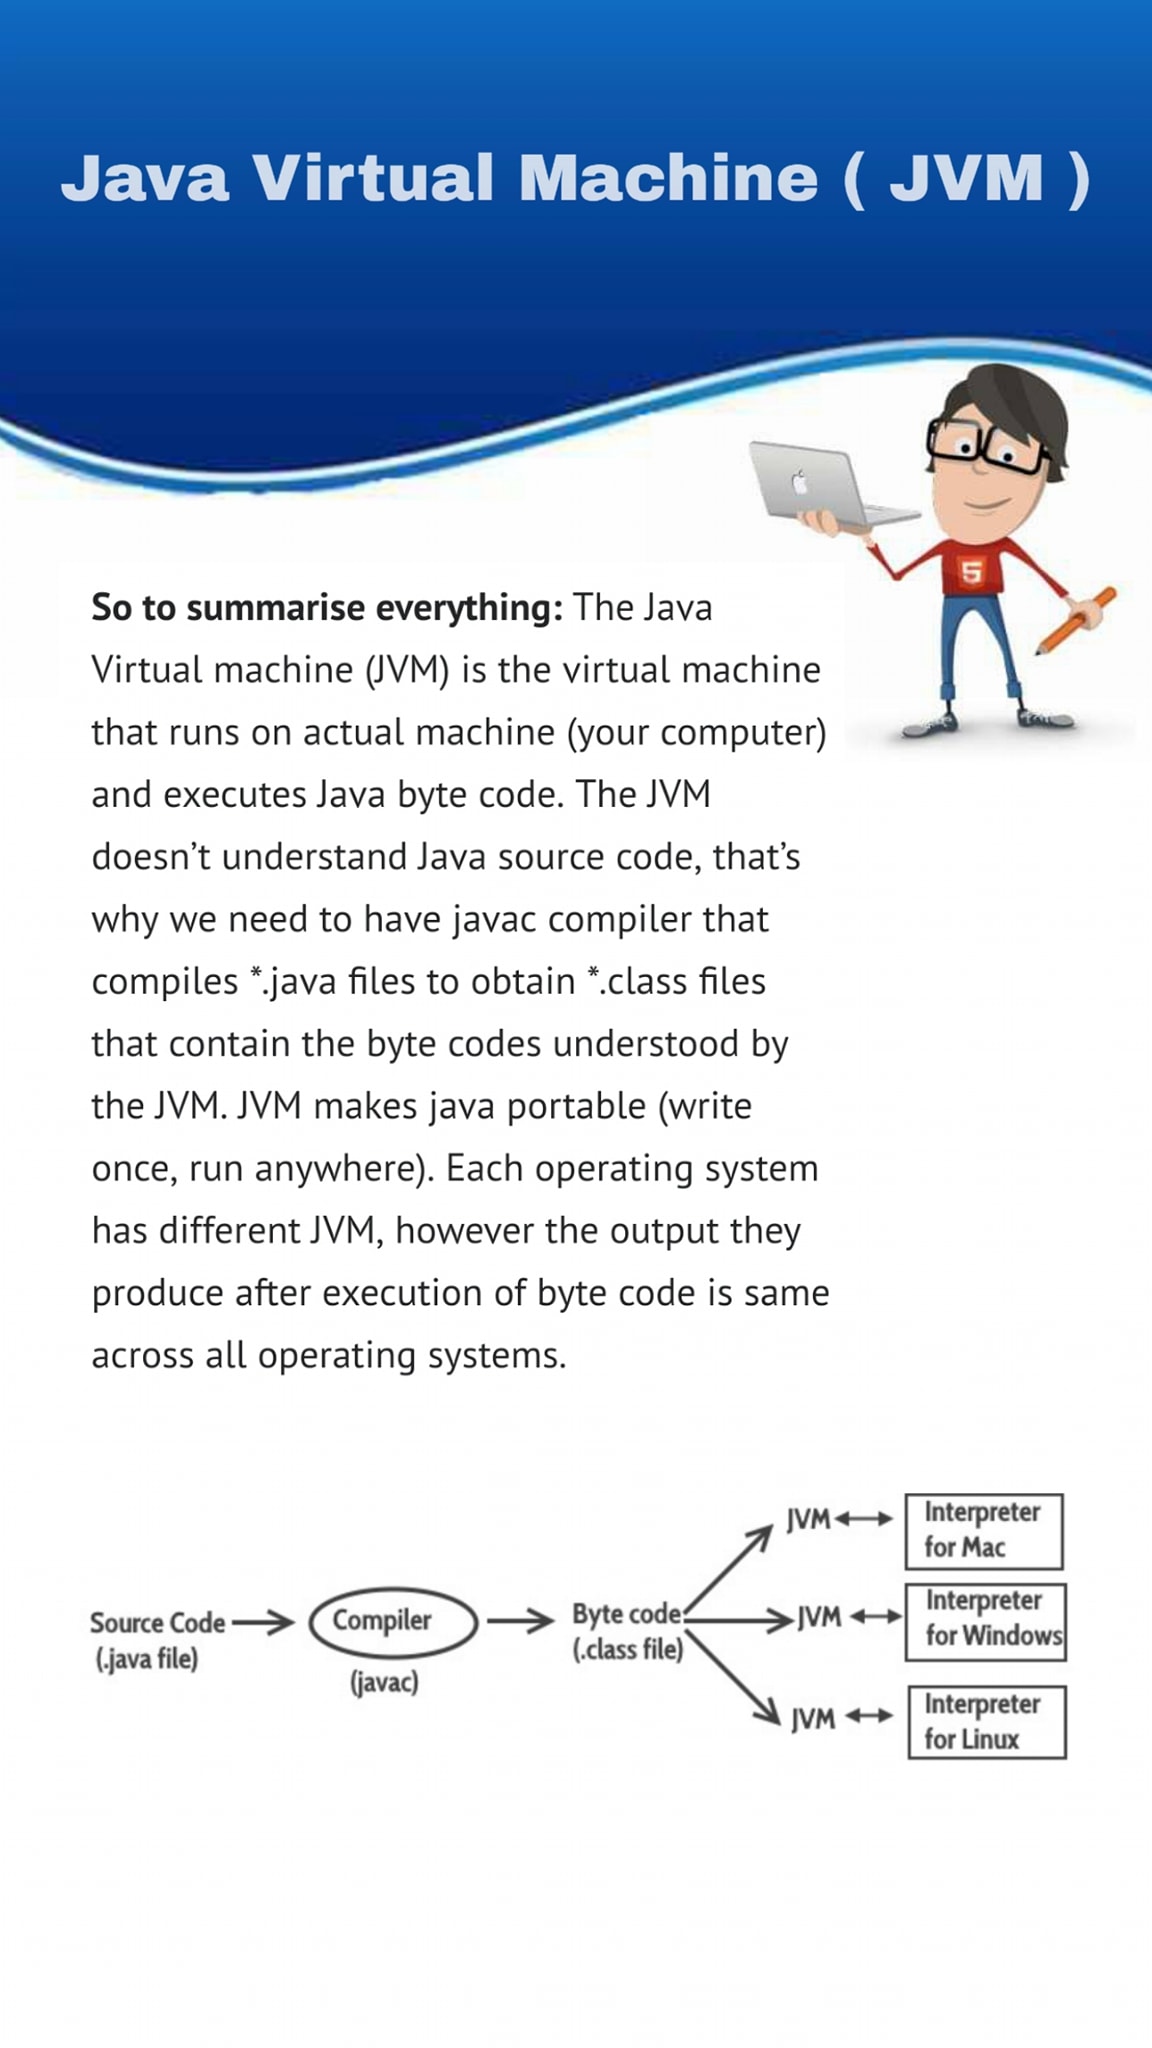 Java Virtual Machine ( JVM )
5
So to summarise everything: The Java
Virtual machine (JVM) is the virtual machine
that runs on actual machine (your computer)
and executes Java byte code. The JVM
doesn’t understand Java source code, that’s
why we need to have javac compiler that
compiles *.java files to obtain *.class files
that contain the byte codes understood by
the JVM. JVM makes java portable (write
once, run anywhere). Each operating system
has different JVM, however the output they
produce after execution of byte code is same
across all operating systems.
Source Code
(.java file)
Compiler
(javac)
Byte code
(.class file)
JVM
Interpreter
for Mac
JVM
Interpreter
for Windows
JVM
Interpreter
for Linux